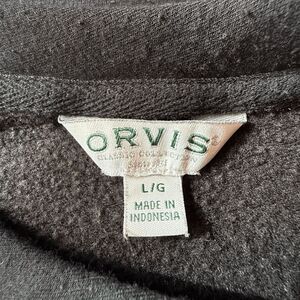 ORVIS
CLASSIC COLLECTION
L/G
MADE IN
INDONESIA